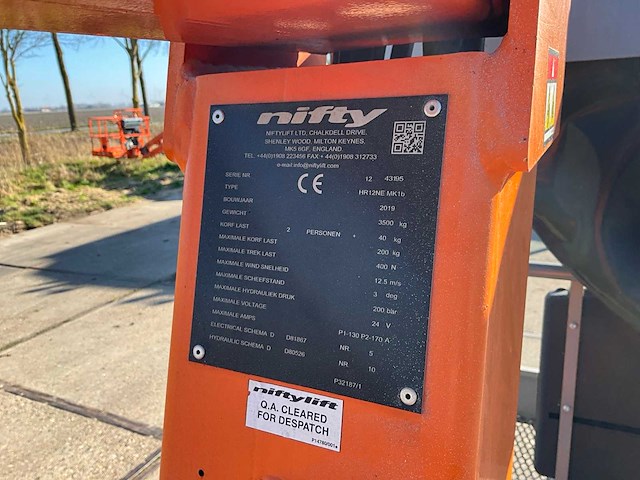 nifty
NIFTYLIFT LTD, CHALKDELL DRIVE,
SHENLEY WOOD, MILTON KEYNES,
MK5 6GF, ENGLAND.
TEL. +44(0)1908 223456 FAX:+ 44(0)1908 312733
e-mail:info@niftylift.com
CE
SERIE NR. 12 43195
TYPE HR12NE MK1b
BOUWJAAR 2019
GEWICHT 3500 kg
KORF LAST 2 PERSONEN + 40 kg
MAXIMALE KORF LAST 200 kg
MAXIMALE TREK LAST 400 N
MAXIMALE WIND SNELHEID 12.5 m/s
MAXIMALE SCHEEFSTAND 3 deg
MAXIMALE HYDRAULIEK DRUK 200 bar
MAXIMALE VOLTAGE 24 V
MAXIMALE AMPS P1-130 P2-170 A
ELECTRICAL SCHEMA D D81867 NR 5
HYDRAULIC SCHEMA D D80526 NR 10
P32187/1
niftylift
Q.A. CLEARED
FOR DESPATCH
P14780/001a